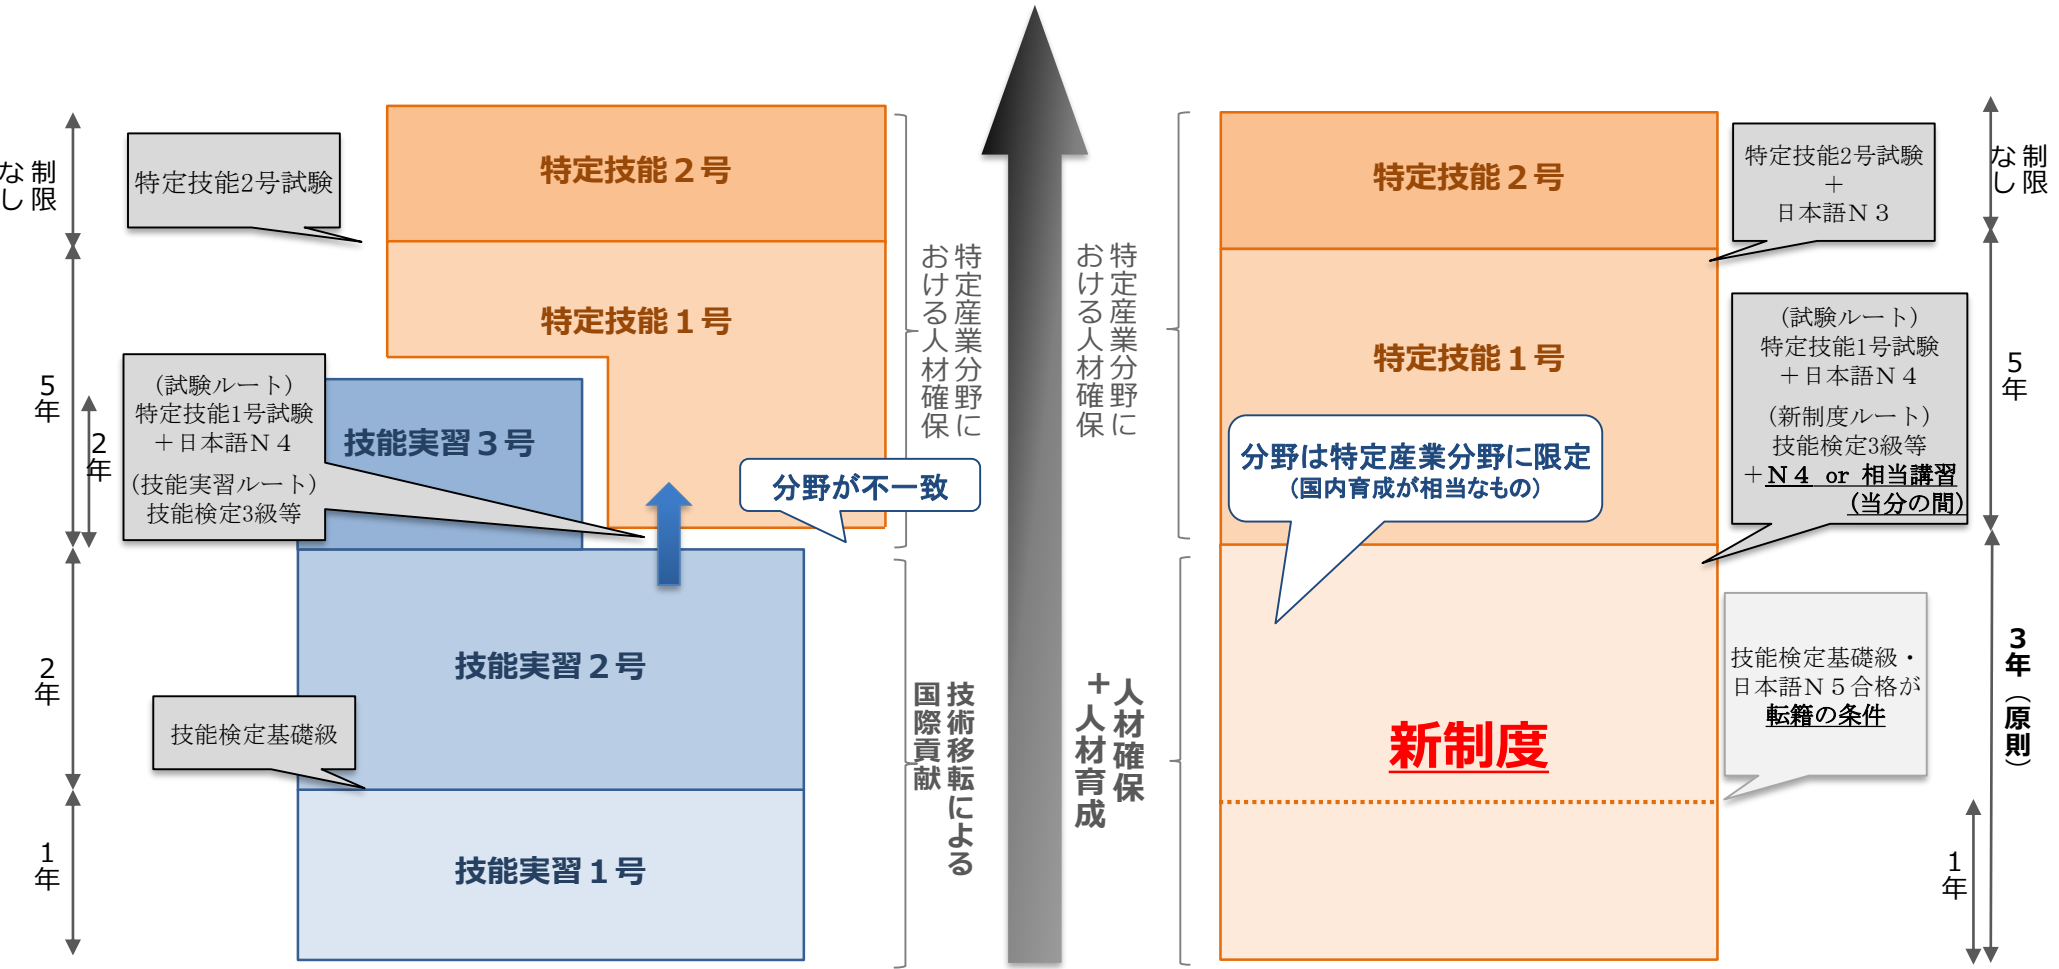 制限
なし
5年
2年
2年
1年
特定技能2号試験
特定技能２号
特定技能１号
(試験ルート)
特定技能1号試験
＋日本語Ｎ４
(技能実習ルート)
技能検定3級等
技能実習３号
分野が不一致
技能実習２号
技能検定基礎級
技能実習１号
特定産業分野に
おける人材確保
技術移転による
国際貢献
特定産業分野に
おける人材確保
人材確保
＋人材育成
特定技能２号
特定技能１号
分野は特定産業分野に限定
(国内育成が相当なもの)
新制度
特定技能2号試験
＋
日本語Ｎ３
(試験ルート)
特定技能1号試験
＋日本語Ｎ４
(新制度ルート)
技能検定3級等
＋Ｎ４ or 相当講習
(当分の間)
技能検定基礎級・
日本語Ｎ５合格が
転籍の条件
制限
なし
5年
3年（原則）
1年